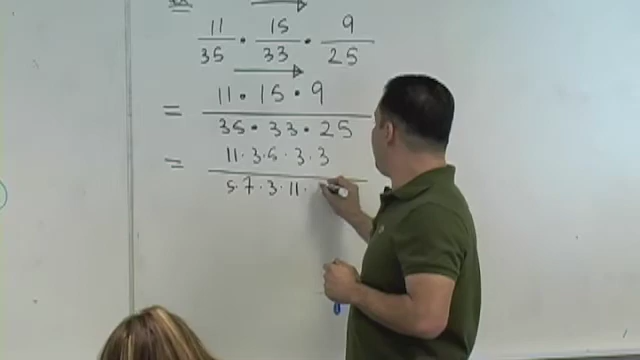 11/35 · 15/33 · 9/25
= 11 · 15 · 9 / 35 · 33 · 25
= 11 · 3 · 5 · 3 · 3 / 5 · 7 · 3 · 11 ·